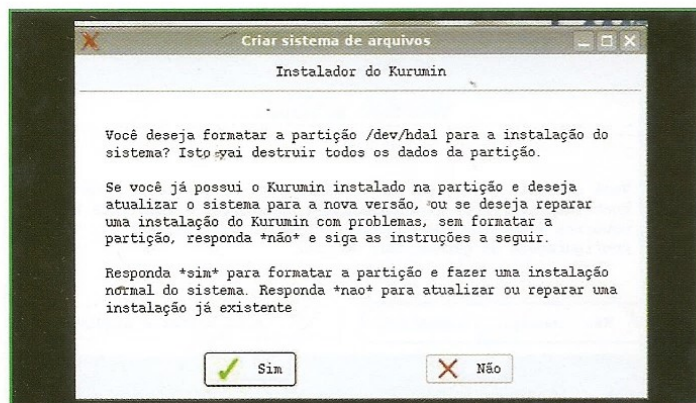 Criar sistema de arquivos
Instalador do Kurumin
Você deseja formatar a partição /dev/hda1 para a instalação do
sistema? Isto vai destruir todos os dados da partição.
Se você já possui o Kurumin instalado na partição e deseja
atualizar o sistema para a nova versão, ou se deseja reparar
uma instalação do Kurumin com problemas, sem formatar a
partição, responda *não* e siga as instruções a seguir.
Responda *sim* para formatar a partição e fazer uma instalação
normal do sistema. Responda *nao* para atualizar ou reparar uma
instalação já existente
Sim
Não